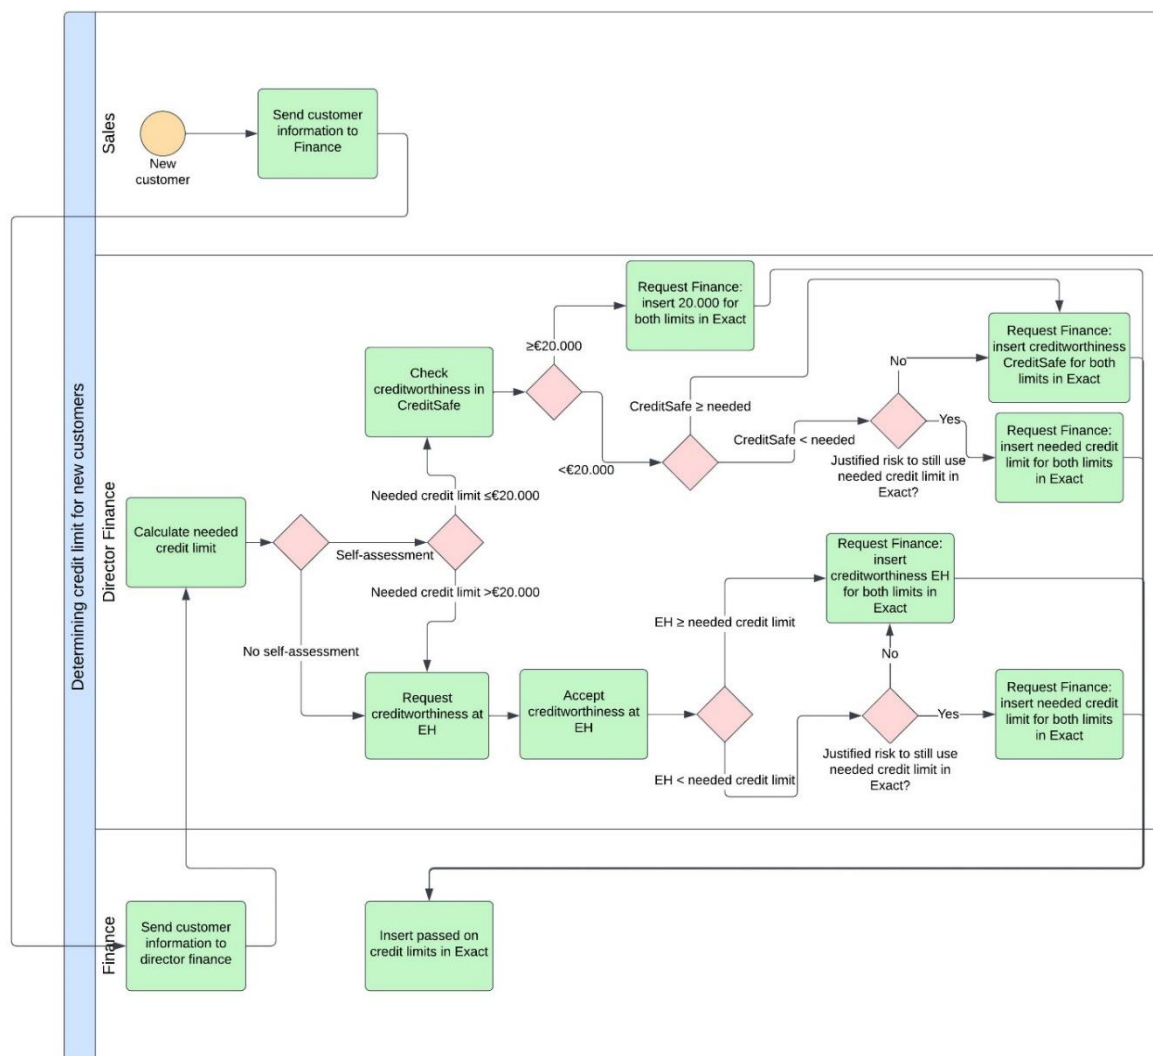 Determining credit limit for new customers
Sales
New
customer
Send customer
information to
Finance
Director Finance
Request Finance:
insert 20.000 for
both limits in Exact
≥€20.000
Check
creditworthiness in
CreditSafe
<€20.000
CreditSafe ≥ needed
CreditSafe < needed
No
Request Finance:
insert creditworthiness
CreditSafe for both
limits in Exact
Yes
Request Finance:
insert needed credit
limit for both limits
in Exact
Justified risk to still use
needed credit limit in
Exact?
Needed credit limit ≤€20.000
Calculate needed
credit limit
Self-assessment
Needed credit limit >€20.000
No self-assessment
Request
creditworthiness at
EH
Accept
creditworthiness at
EH
EH ≥ needed credit limit
Request Finance:
insert
creditworthiness EH
for both limits in
Exact
No
EH < needed credit limit
Yes
Request Finance:
insert needed credit
limit for both limits
in Exact
Justified risk to still use
needed credit limit in
Exact?
Finance
Send customer
information to
director finance
Insert passed on
credit limits in Exact